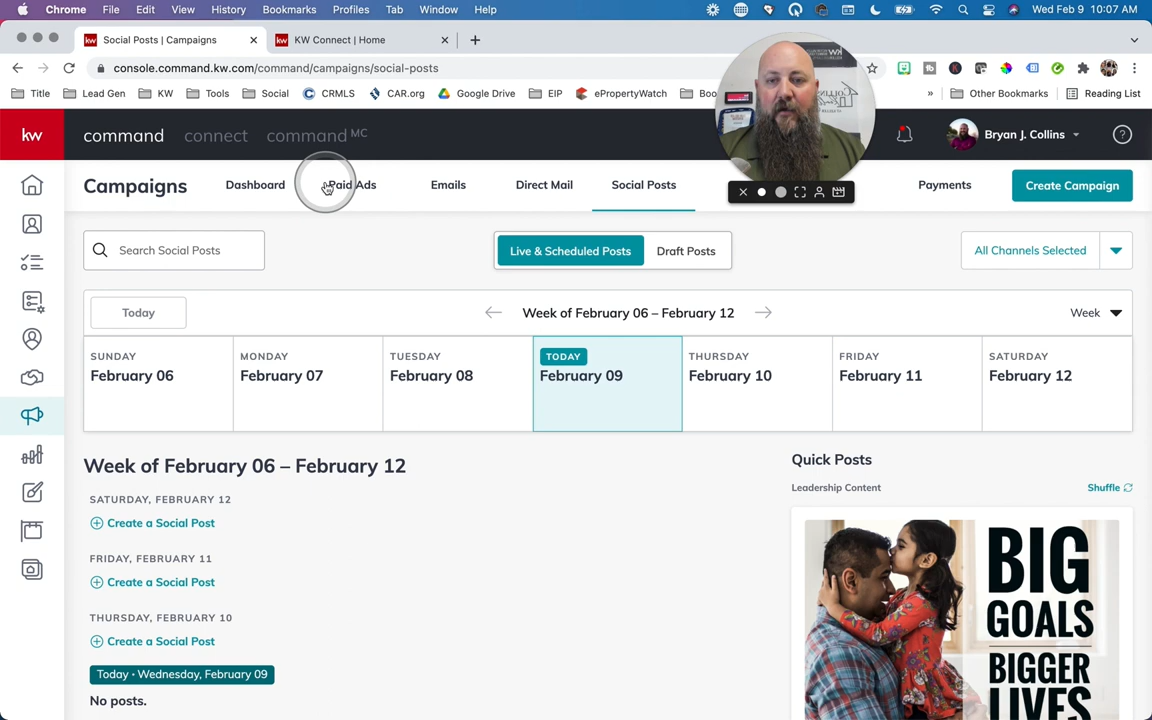 Chrome File Edit View History Bookmarks Profiles Tab Window Help Wed Feb 9 10:07 AM
kw Social Posts | Campaigns kw KW Connect | Home
console.command.kw.com/command/campaigns/social-posts
Title Lead Gen KW Tools Social CRMLS CAR.org Google Drive EIP ePropertyWatch Boo » Other Bookmarks Reading List
kw command connect command MC Bryan J. Collins
Campaigns Dashboard Paid Ads Emails Direct Mail Social Posts Payments Create Campaign
Search Social Posts Live & Scheduled Posts Draft Posts All Channels Selected
Today Week of February 06 – February 12 Week
SUNDAY MONDAY TUESDAY TODAY THURSDAY FRIDAY SATURDAY
February 06 February 07 February 08 February 09 February 10 February 11 February 12
Week of February 06 – February 12
SATURDAY, FEBRUARY 12
Create a Social Post
FRIDAY, FEBRUARY 11
Create a Social Post
THURSDAY, FEBRUARY 10
Create a Social Post
Today • Wednesday, February 09
No posts.
Quick Posts
Leadership Content Shuffle
BIG
GOALS
BIGGER
LIVES